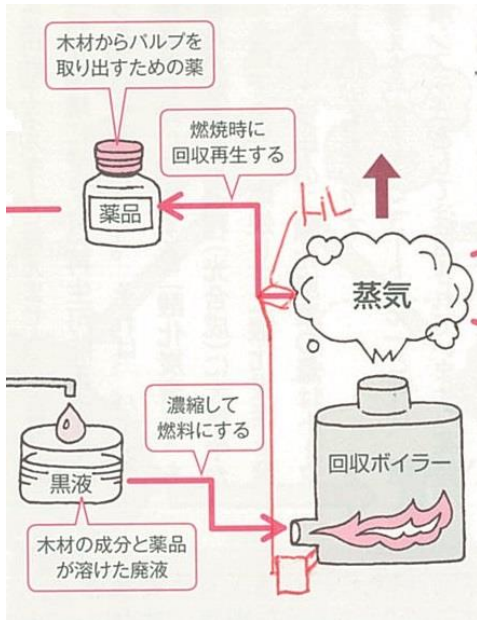 木材からパルプを
取り出すための薬
燃焼時に
回収再生する
薬品
トル
蒸気
濃縮して
燃料にする
回収ボイラー
黒液
木材の成分と薬品
が溶けた廃液